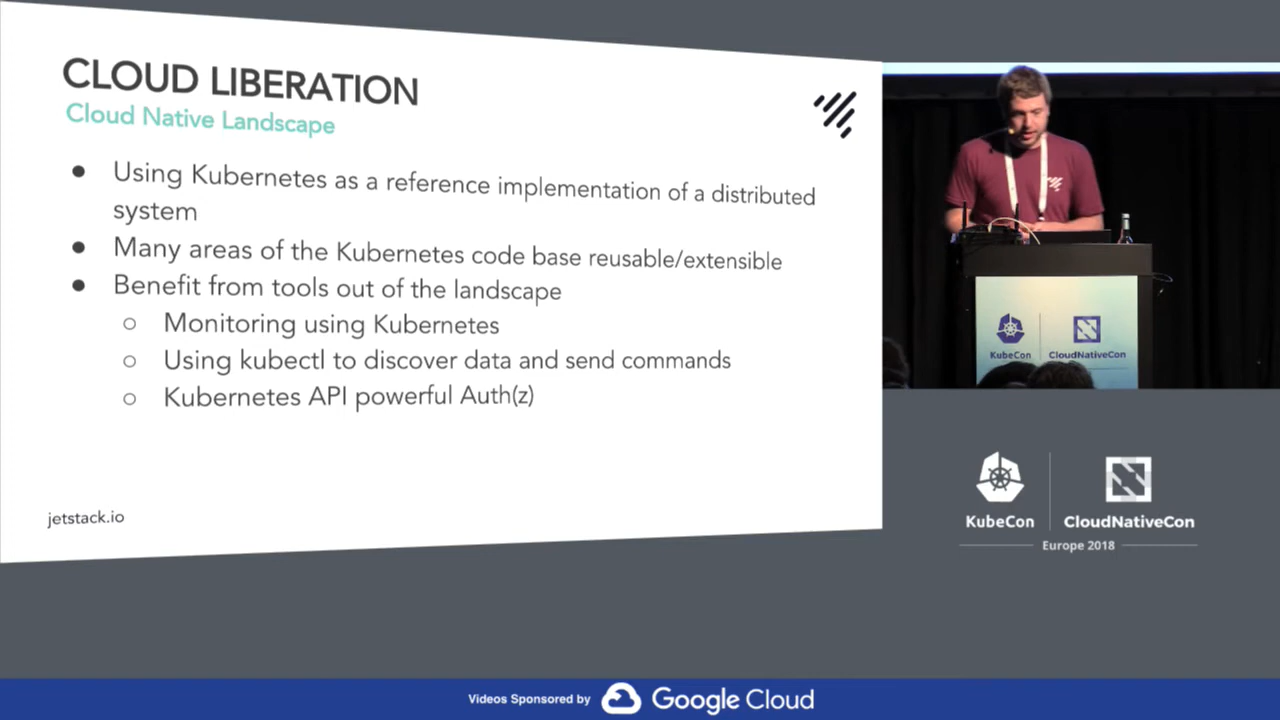 CLOUD LIBERATION
Cloud Native Landscape
● Using Kubernetes as a reference implementation of a distributed
system
● Many areas of the Kubernetes code base reusable/extensible
● Benefit from tools out of the landscape
○ Monitoring using Kubernetes
○ Using kubectl to discover data and send commands
○ Kubernetes API powerful Auth(z)
jetstack.io
KubeCon
CloudNativeCon
KubeCon
CloudNativeCon
Europe 2018
Videos Sponsored by Google Cloud